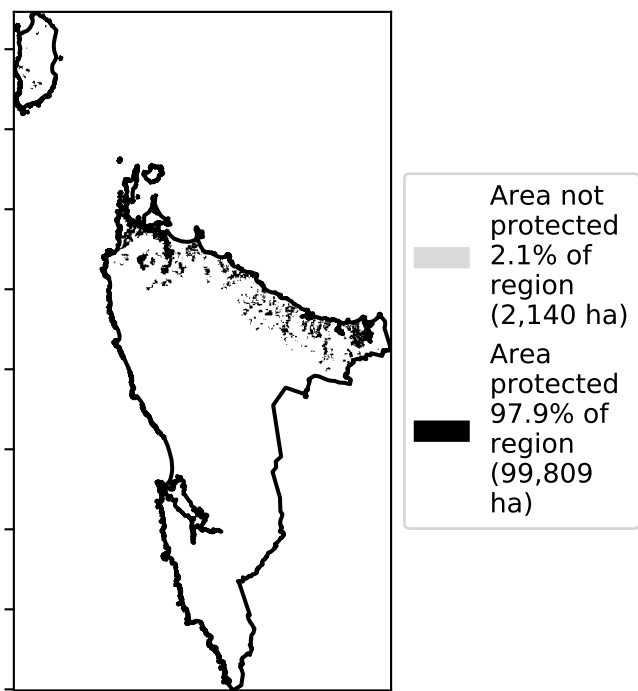 Area not
protected
2.1% of
region
(2,140 ha)
Area
protected
97.9% of
region
(99,809
ha)